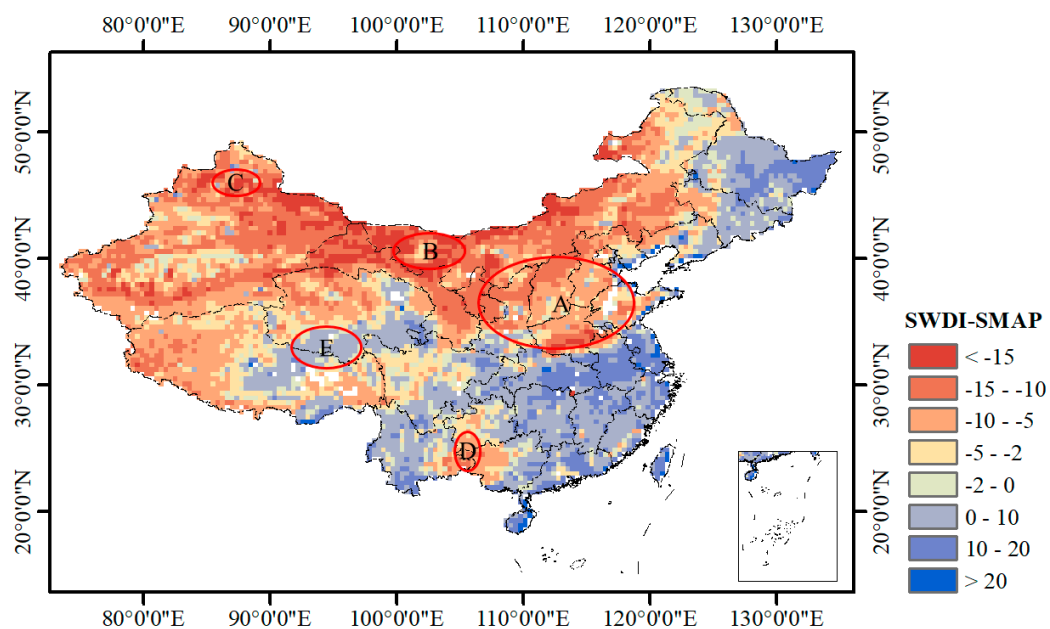 80°0'0"E 90°0'0"E 100°0'0"E 110°0'0"E 120°0'0"E 130°0'0"E
50°0'0"N
40°0'0"N
30°0'0"N
20°0'0"N
C
B
A
E
D
50°0'0"N
40°0'0"N
30°0'0"N
20°0'0"N
80°0'0"E 90°0'0"E 100°0'0"E 110°0'0"E 120°0'0"E 130°0'0"E
SWDI-SMAP
< -15
-15 - -10
-10 - -5
-5 - -2
-2 - 0
0 - 10
10 - 20
> 20